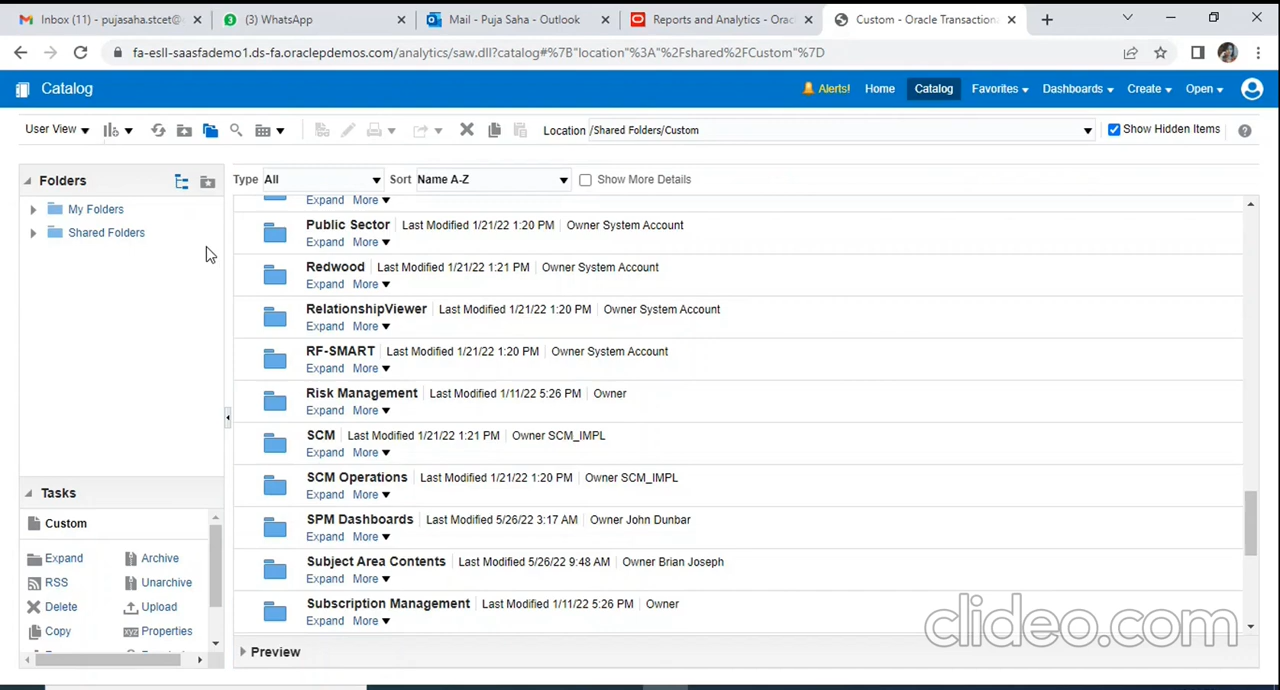 Inbox (11) - pujasaha.stcet@
(3) WhatsApp
Mail - Puja Saha - Outlook
Reports and Analytics - Orac
Custom - Oracle Transaction
fa-esll-saasfademo1.ds-fa.oraclepdemos.com/analytics/saw.dll?catalog#%7B"location"%3A"%2Fshared%2FCustom"%7D
Catalog
Alerts! Home Catalog Favorites Dashboards Create Open
User View
Location /Shared Folders/Custom
Show Hidden Items
Folders
My Folders
Shared Folders
Type All Sort Name A-Z Show More Details
Expand More
Public Sector Last Modified 1/21/22 1:20 PM Owner System Account
Expand More
Redwood Last Modified 1/21/22 1:21 PM Owner System Account
Expand More
RelationshipViewer Last Modified 1/21/22 1:20 PM Owner System Account
Expand More
RF-SMART Last Modified 1/21/22 1:20 PM Owner System Account
Expand More
Risk Management Last Modified 1/11/22 5:26 PM Owner
Expand More
SCM Last Modified 1/21/22 1:21 PM Owner SCM_IMPL
Expand More
SCM Operations Last Modified 1/21/22 1:20 PM Owner SCM_IMPL
Expand More
SPM Dashboards Last Modified 5/26/22 3:17 AM Owner John Dunbar
Expand More
Subject Area Contents Last Modified 5/26/22 9:48 AM Owner Brian Joseph
Expand More
Subscription Management Last Modified 1/11/22 5:26 PM Owner
Expand More
Tasks
Custom
Expand Archive
RSS Unarchive
Delete Upload
Copy xyz Properties
Preview
clideo.com